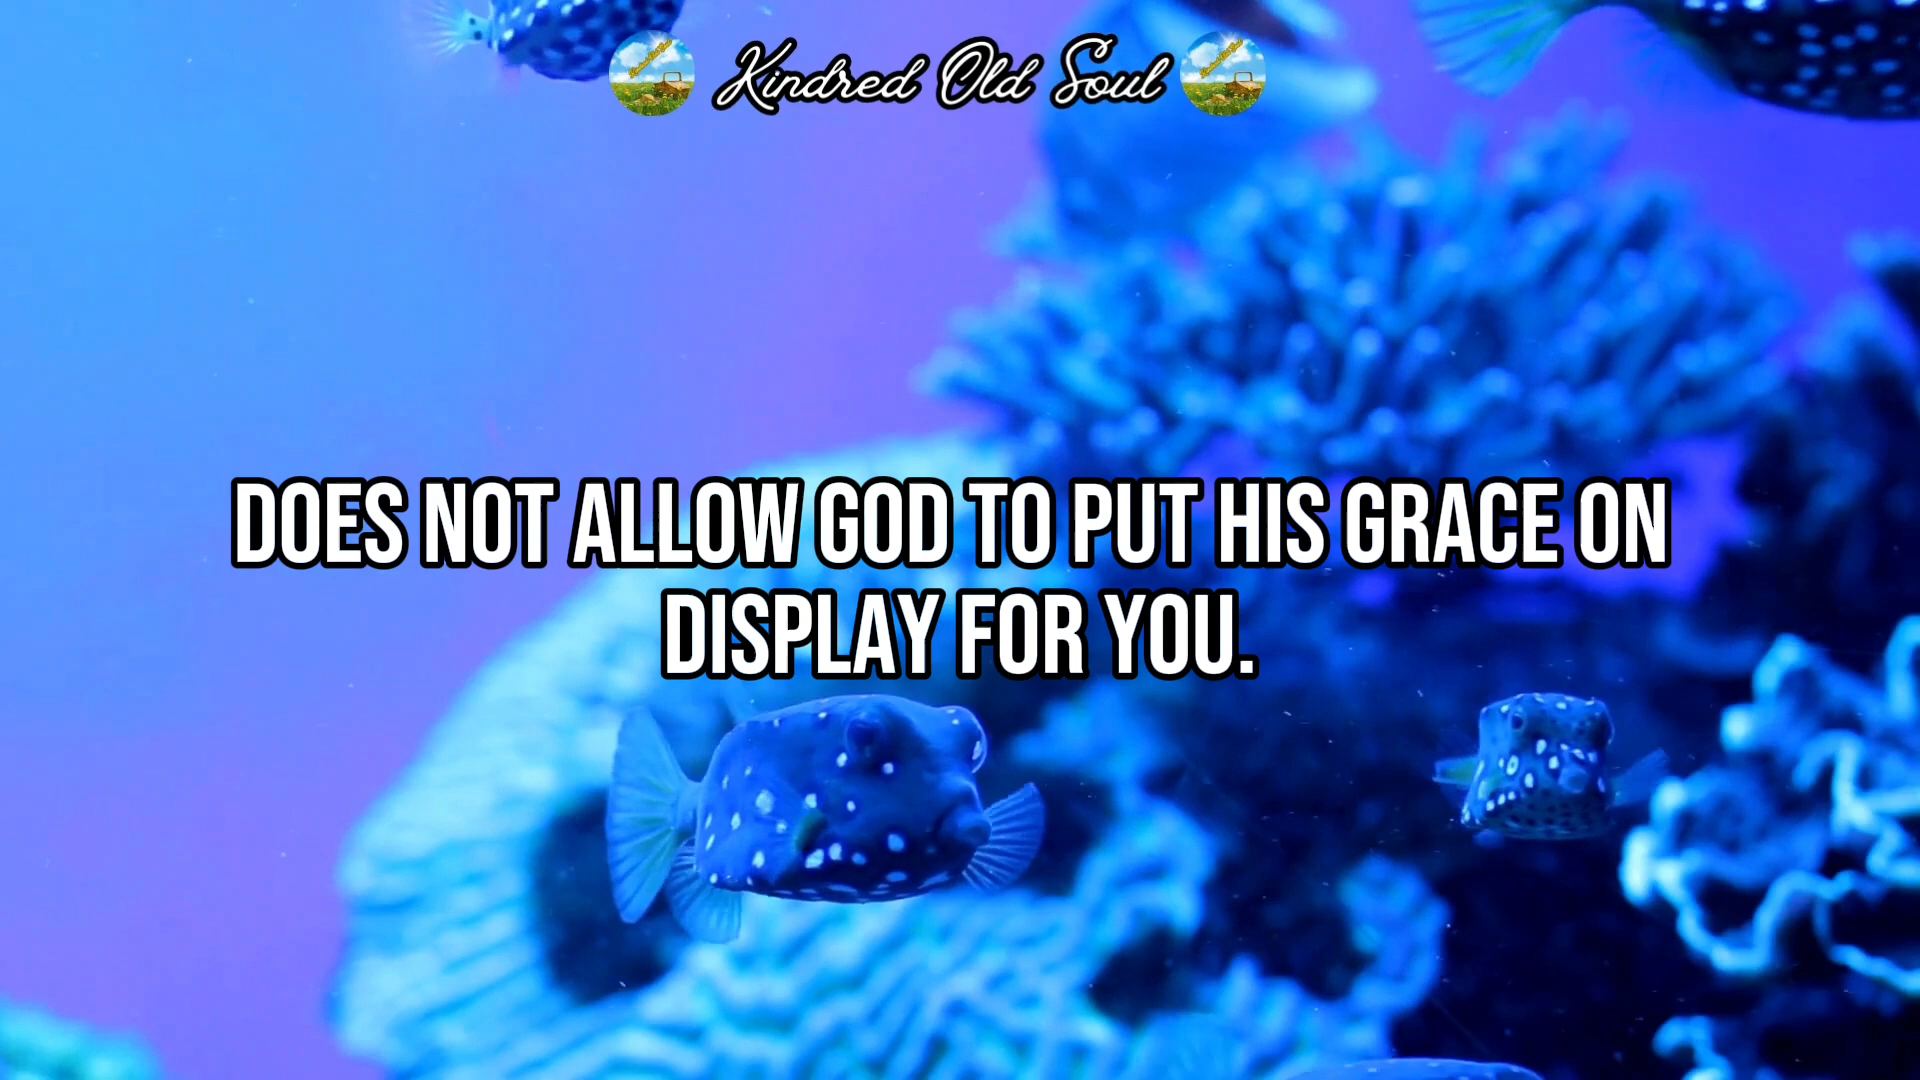 Kindred Old Soul
DOES NOT ALLOW GOD TO PUT HIS GRACE ON
DISPLAY FOR YOU.